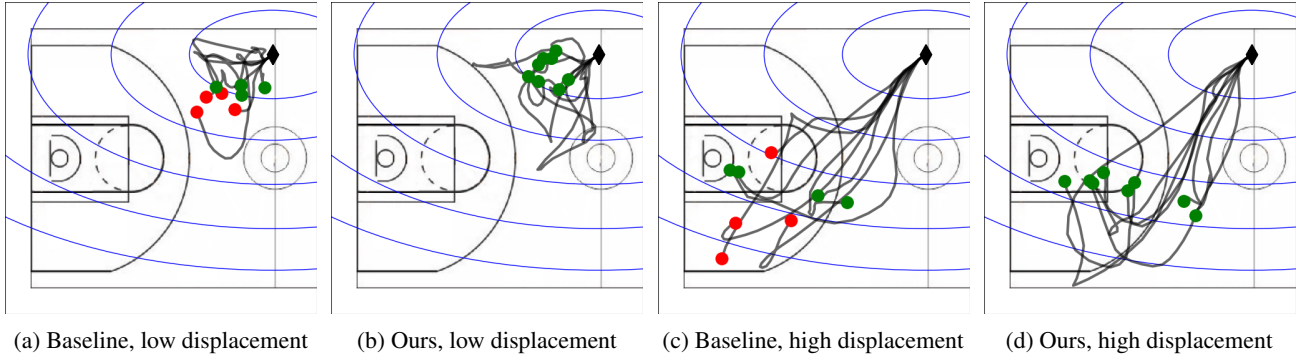 (a) Baseline, low displacement
(b) Ours, low displacement
(c) Baseline, high displacement
(d) Ours, high displacement